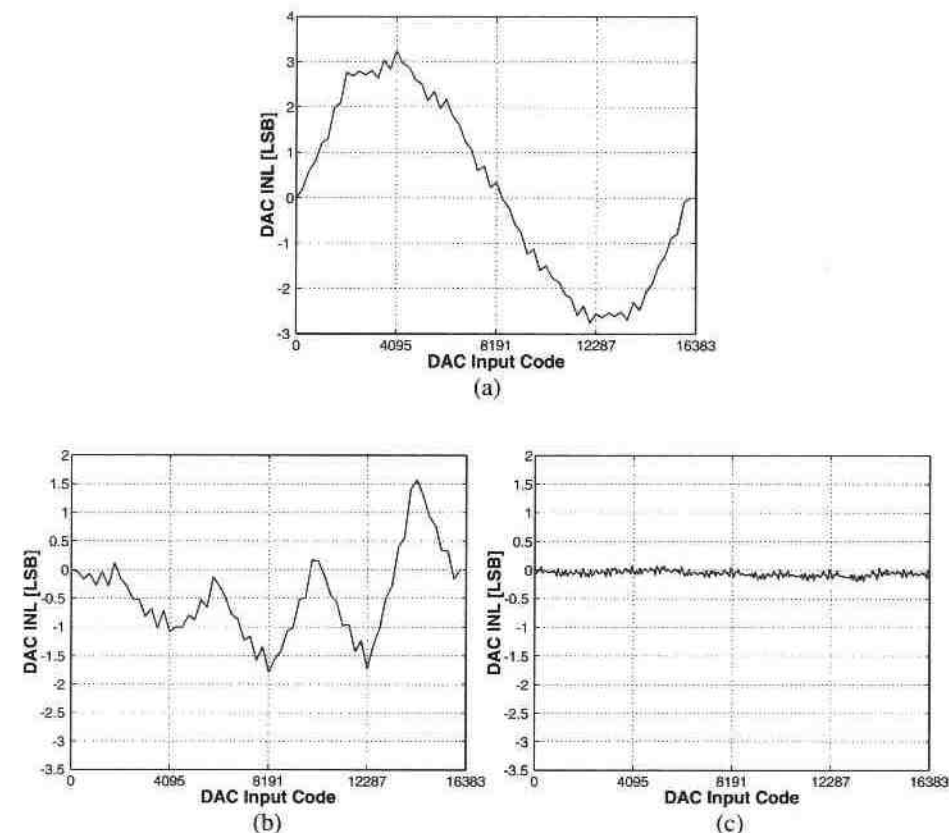 4
3
2
1
0
-1
-2
-3
DAC INL [LSB]
0 4095 8191 12287 16383
DAC Input Code
(a)
2
1.5
1
0.5
0
-0.5
-1
-1.5
-2
-2.5
-3
-3.5
DAC INL [LSB]
0 4095 8191 12287 16383
DAC Input Code
(b)
2
1.5
1
0.5
0
-0.5
-1
-1.5
-2
-2.5
-3
-3.5
DAC INL [LSB]
0 4095 8191 12287 16383
DAC Input Code
(c)